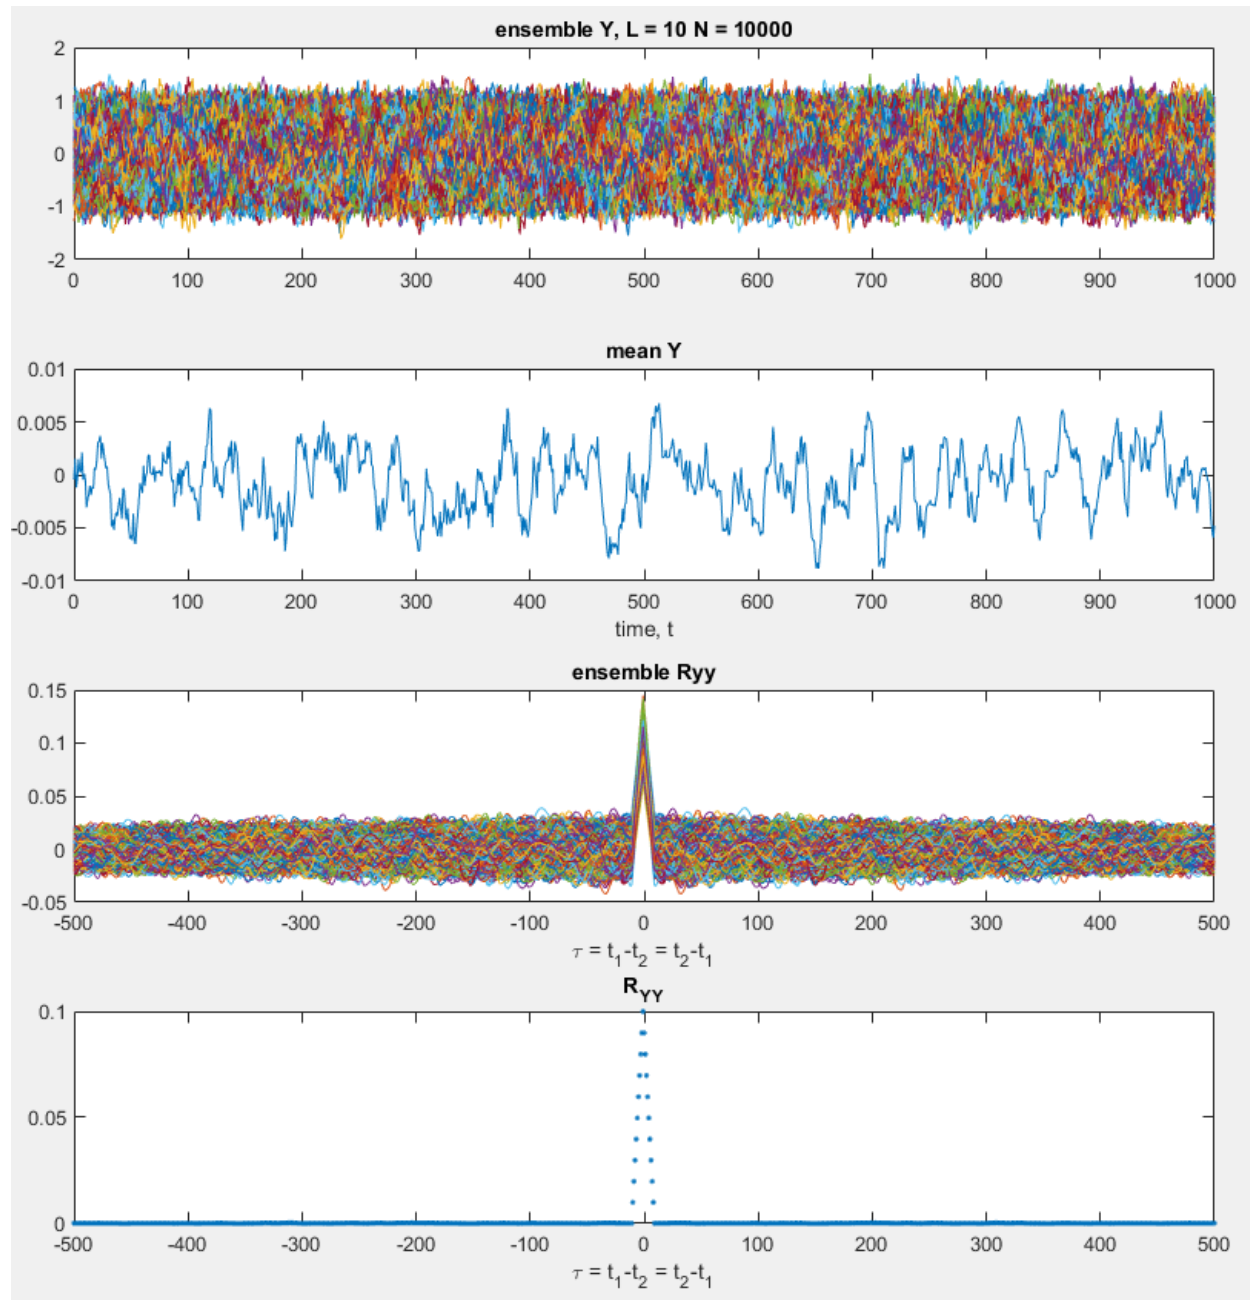 ensemble Y, L = 10 N = 10000
2
1
0
-1
-2
0 100 200 300 400 500 600 700 800 900 1000
mean Y
0.01
0.005
0
-0.005
-0.01
0 100 200 300 400 500 600 700 800 900 1000
time, t
ensemble Ryy
0.15
0.1
0.05
0
-0.05
-500 -400 -300 -200 -100 0 100 200 300 400 500
τ = t₁-t₂ = t₂-t₁
R_YY
0.1
0.05
0
-500 -400 -300 -200 -100 0 100 200 300 400 500
τ = t₁-t₂ = t₂-t₁